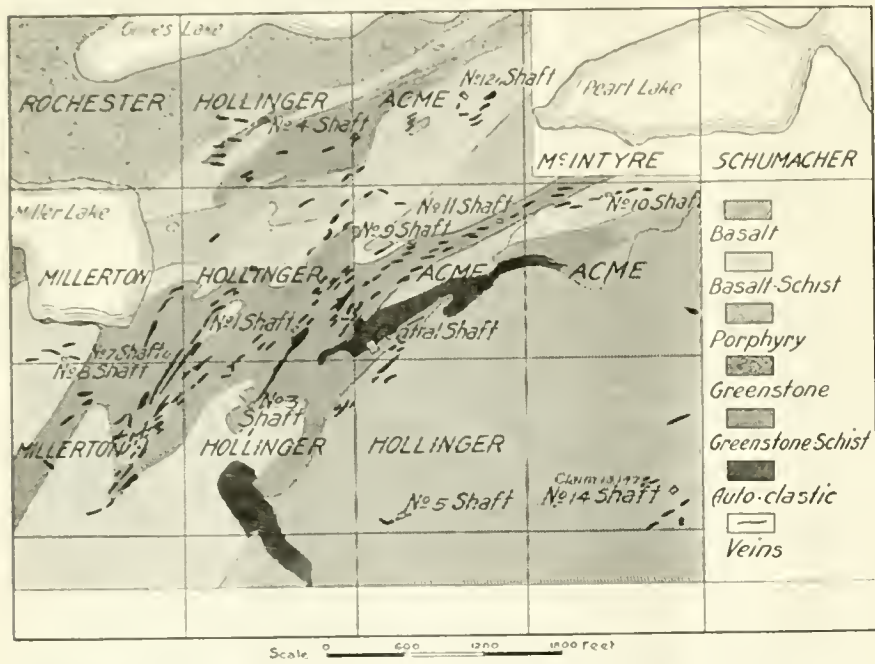 Lake
No 12 Shaft
Pearl Lake
ROCHESTER HOLLINGER ACME
No 4 Shaft
McINTYRE SCHUMACHER
Miller Lake
No 11 Shaft
No 10 Shaft
No 9 Shaft
Basalt
MILLERTON HOLLINGER ACME ACME
Basalt-Schist
No 1 Shaft
Central Shaft
Porphyry
No 7 Shaft
No 8 Shaft
Greenstone
No 3
Shaft
MILLERTON HOLLINGER HOLLINGER
Greenstone Schist
Claim
No 5 Shaft
No 14 Shaft
Auto-clastic
Veins
Scale 0 600 1200 1800 Feet